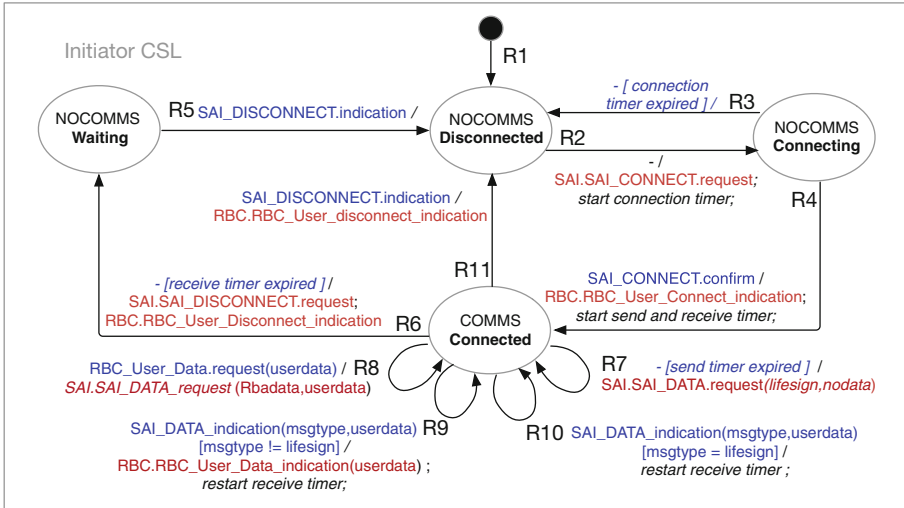 Initiator CSL
R1
NOCOMMS
Waiting
R5 SAI_DISCONNECT.indication /
NOCOMMS
Disconnected
- [ connection
timer expired ] /
R3
R2
NOCOMMS
Connecting
- /
SAI.SAI_CONNECT.request;
start connection timer;
R4
SAI_DISCONNECT.indication /
RBC.RBC_User_disconnect_indication
R11
- [receive timer expired ] /
SAI.SAI_DISCONNECT.request;
RBC.RBC_User_Disconnect_indication
R6
SAI_CONNECT.confirm /
RBC.RBC_User_Connect_indication;
start send and receive timer;
COMMS
Connected
RBC_User_Data.request(userdata) / R8
SAI.SAI_DATA_request (Rbadata,userdata)
R7
- [send timer expired ] /
SAI.SAI_DATA.request(lifesign,nodata)
SAI_DATA_indication(msgtype,userdata) R9
[msgtype != lifesign] /
RBC.RBC_User_Data_indication(userdata) ;
restart receive timer;
R10 SAI_DATA_indication(msgtype,userdata)
[msgtype = lifesign] /
restart receive timer ;